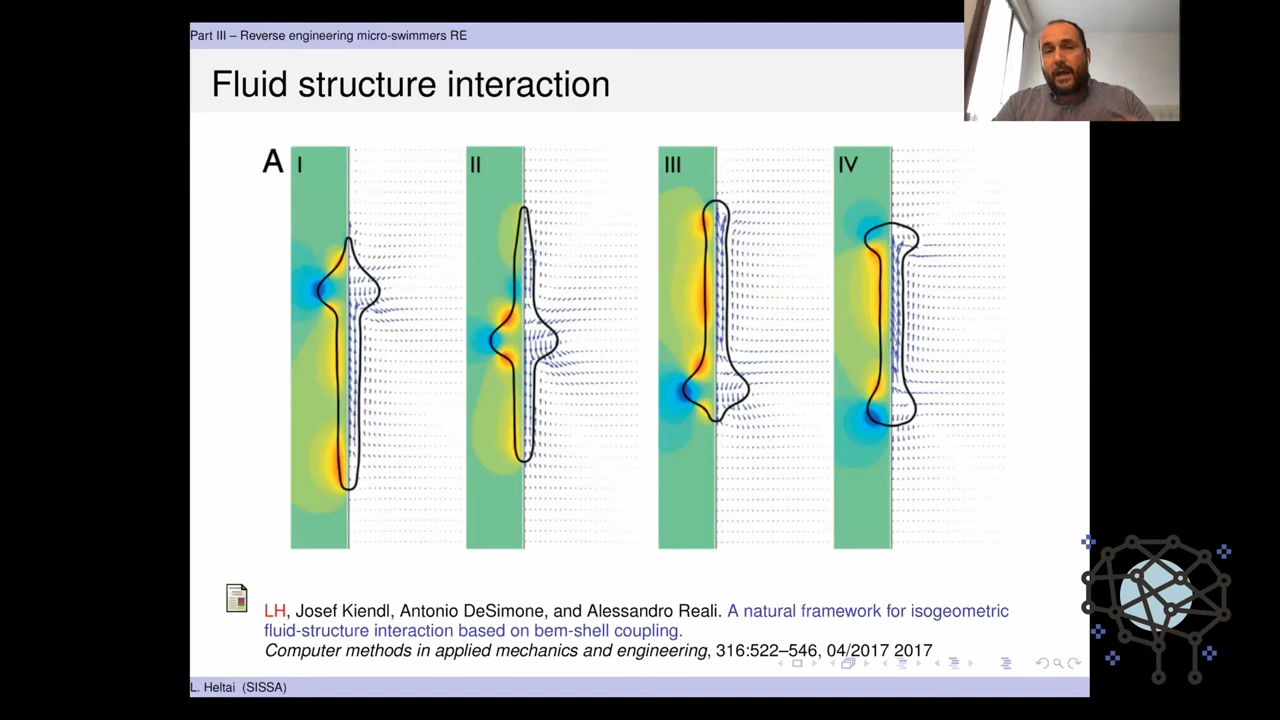 Part III – Reverse engineering micro-swimmers RE
Fluid structure interaction
A
I
II
III
IV
LH, Josef Kiendl, Antonio DeSimone, and Alessandro Reali. A natural framework for isogeometric
fluid-structure interaction based on bem-shell coupling.
Computer methods in applied mechanics and engineering, 316:522–546, 04/2017 2017
L. Heltai (SISSA)